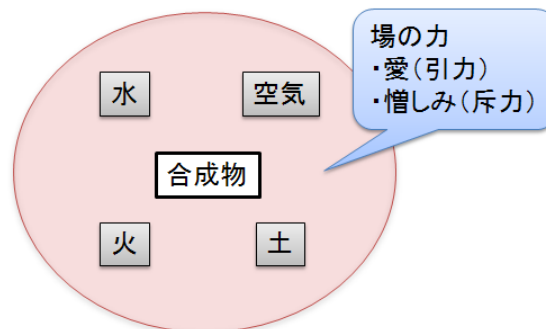 場の力
・愛(引力)
・憎しみ(斥力)
水
空気
合成物
火
土